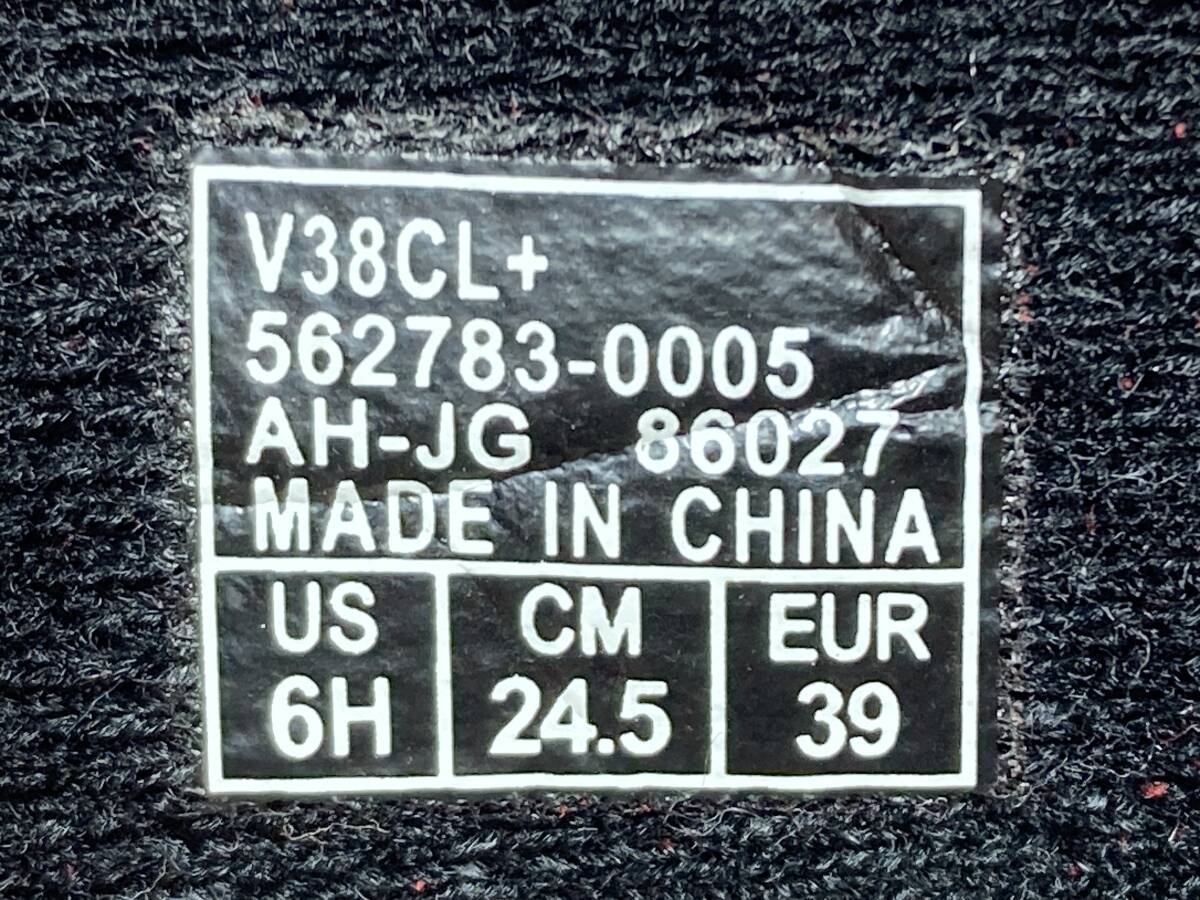 V38CL+
562783-0005
AH-JG 86027
MADE IN CHINA
US CM EUR
6H 24.5 39